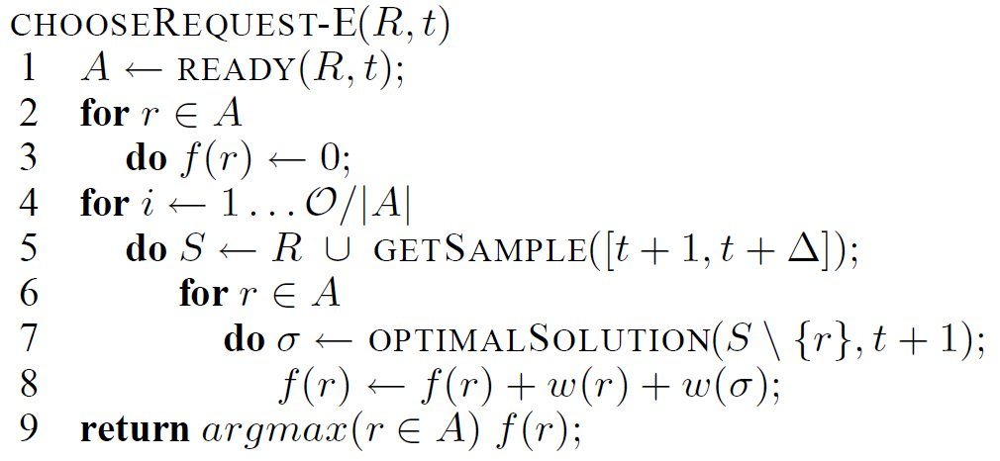 CHOOSEREQUEST-E(R, t)
1 A ← READY(R, t);
2 for r ∈ A
3 do f(r) ← 0;
4 for i ← 1 . . . O/|A|
5 do S ← R ∪ GETSAMPLE([t + 1, t + Δ]);
6 for r ∈ A
7 do σ ← OPTIMALSOLUTION(S \ {r}, t + 1);
8 f(r) ← f(r) + w(r) + w(σ);
9 return argmax(r ∈ A) f(r);